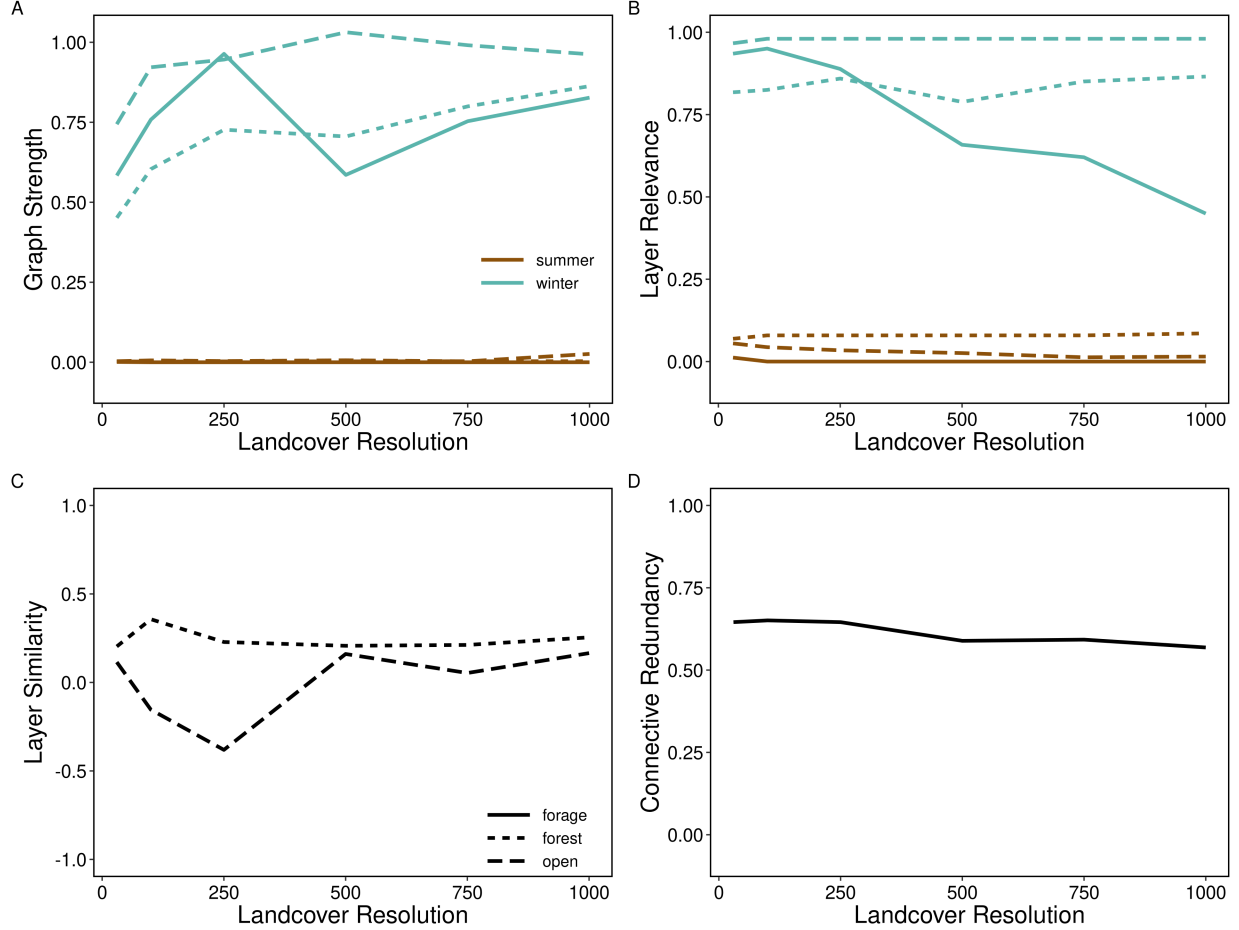 A
Graph Strength
1.00
0.75
0.50
0.25
0.00
summer
winter
0
250
500
750
1000
Landcover Resolution
B
Layer Relevance
1.00
0.75
0.50
0.25
0.00
0
250
500
750
1000
Landcover Resolution
C
Layer Similarity
1.0
0.5
0.0
-0.5
-1.0
forage
forest
open
0
250
500
750
1000
Landcover Resolution
D
Connective Redundancy
1.00
0.75
0.50
0.25
0.00
0
250
500
750
1000
Landcover Resolution